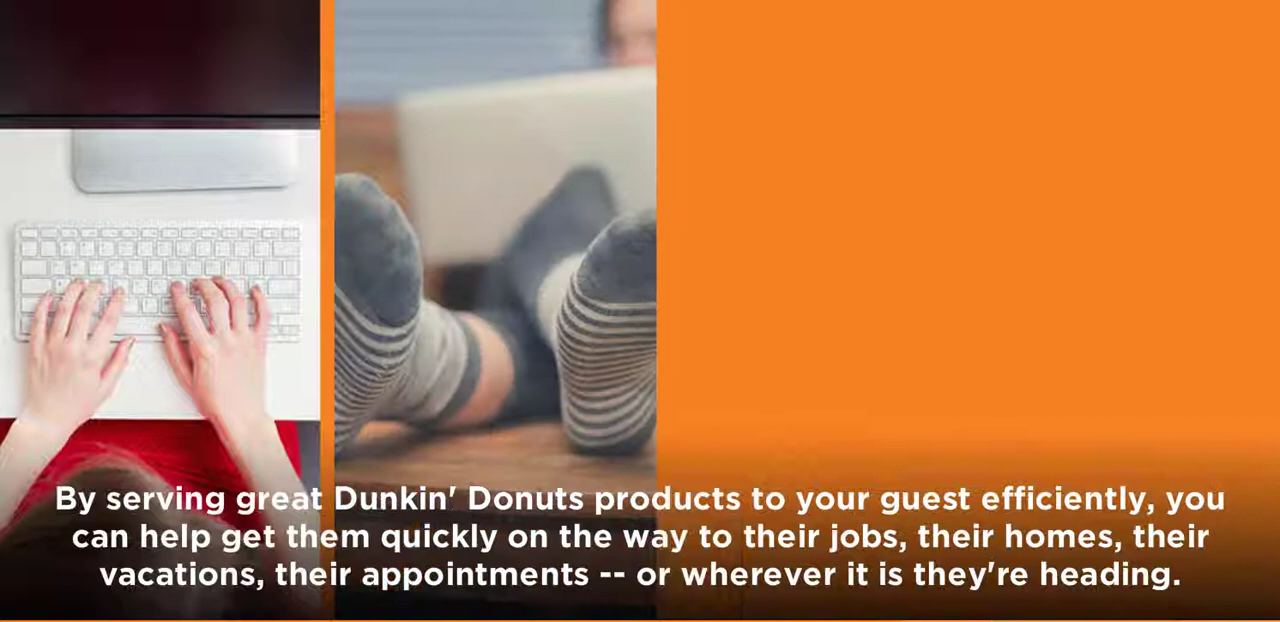 By serving great Dunkin' Donuts products to your guest efficiently, you
can help get them quickly on the way to their jobs, their homes, their
vacations, their appointments -- or wherever it is they're heading.